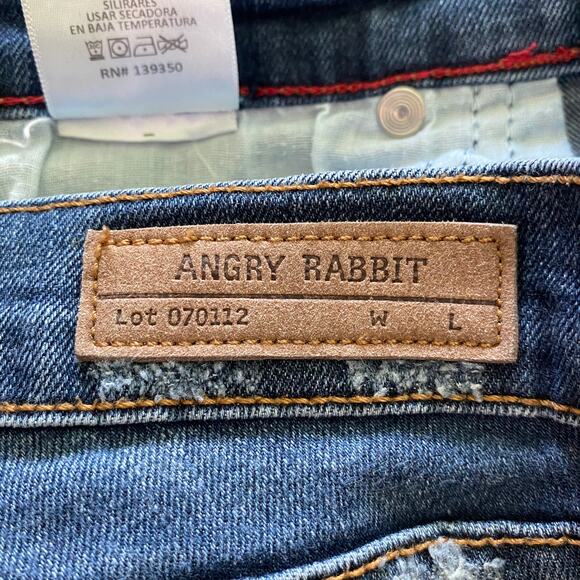 SILIRARES
USAR SECADORA
EN BAJA TEMPERATURA
RN# 139350
ANGRY RABBIT
Lot 070112 W L